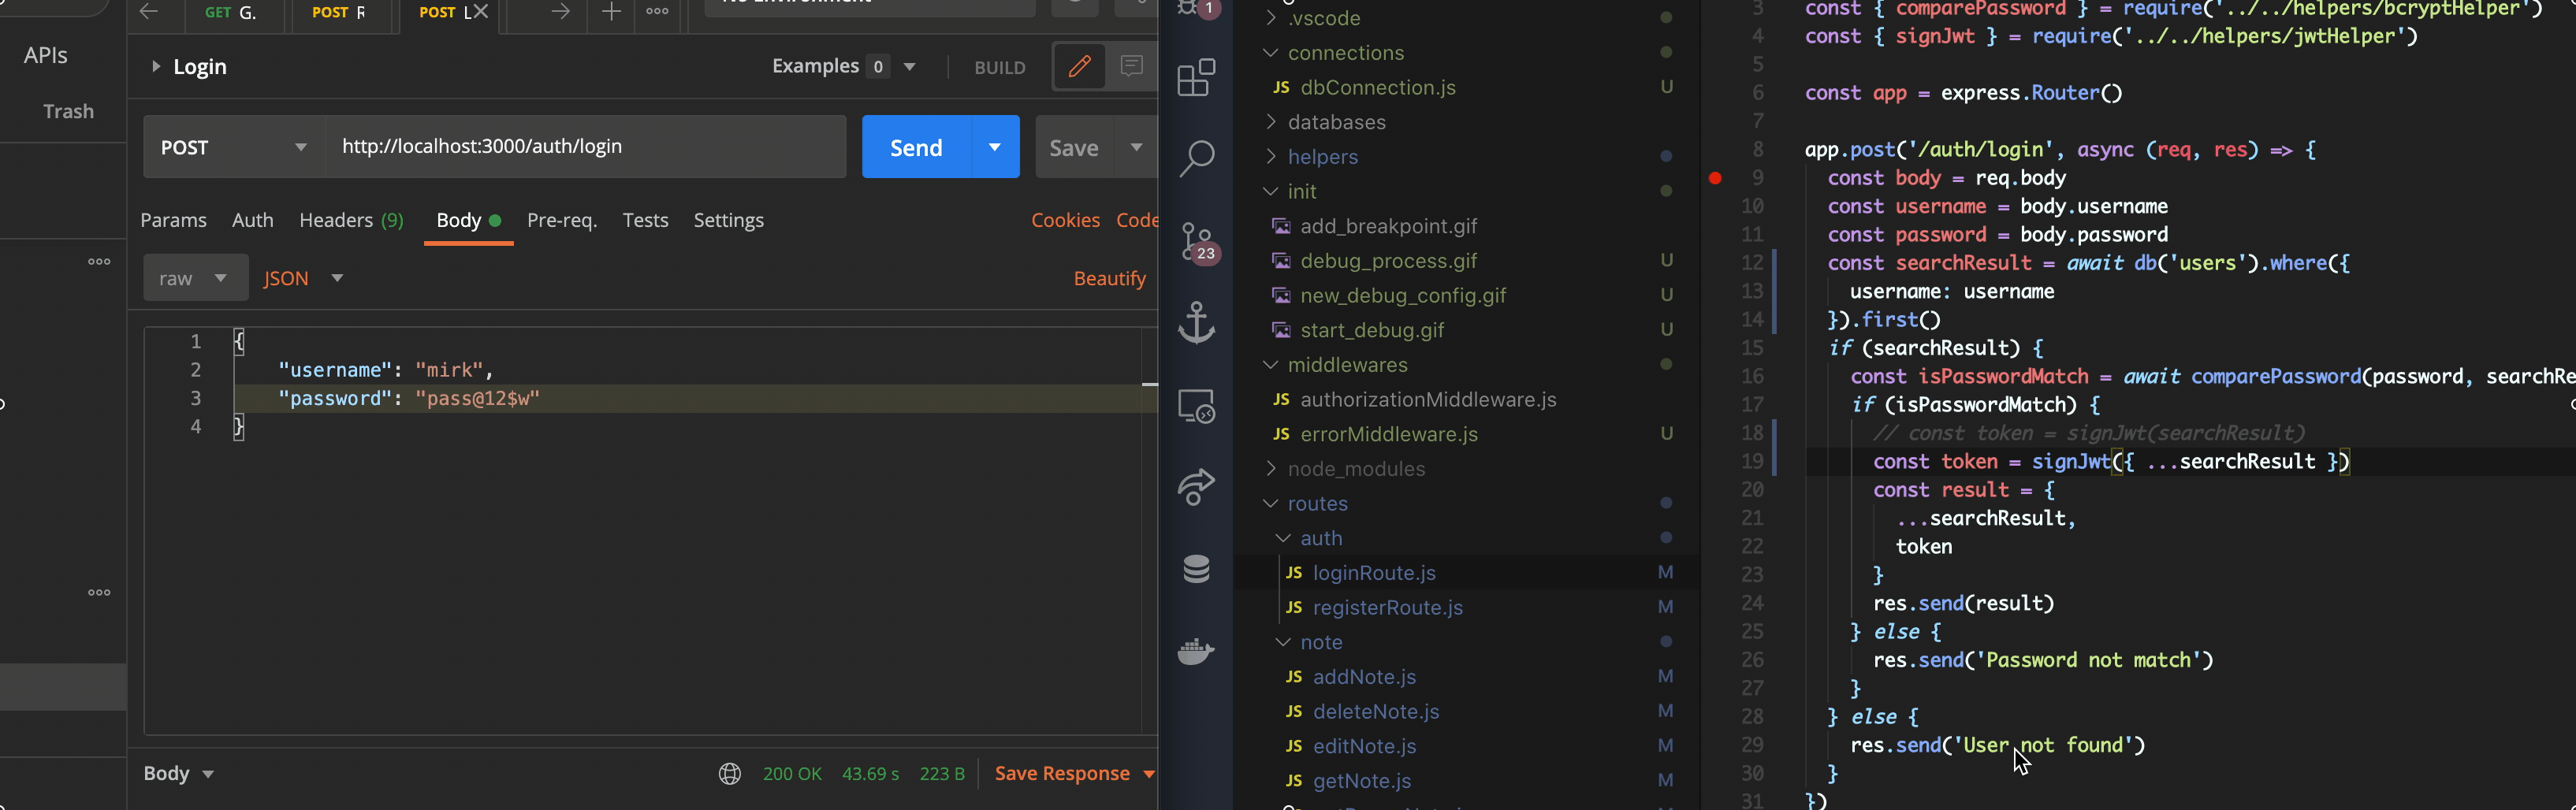 GET G.
POST R
POST L
ooo
No Environment
APIs
Trash
Login
Examples 0
BUILD
POST
http://localhost:3000/auth/login
Send
Save
Params
Auth
Headers (9)
Body
Pre-req.
Tests
Settings
Cookies
Code
raw
JSON
Beautify
1 {
2 "username": "mirk",
3 "password": "pass@12$w"
4 }
Body
200 OK
43.69 s
223 B
Save Response
1
23
.vscode
connections
JS dbConnection.js U
databases
helpers
init
add_breakpoint.gif
debug_process.gif U
new_debug_config.gif U
start_debug.gif U
middlewares
JS authorizationMiddleware.js
JS errorMiddleware.js U
node_modules
routes
auth
JS loginRoute.js M
JS registerRoute.js M
note
JS addNote.js M
JS deleteNote.js M
JS editNote.js M
JS getNote.js M
3 const { comparePassword } = require('../../helpers/bcryptHelper')
4 const { signJwt } = require('../../helpers/jwtHelper')
5
6 const app = express.Router()
7
8 app.post('/auth/login', async (req, res) => {
9 const body = req.body
10 const username = body.username
11 const password = body.password
12 const searchResult = await db('users').where({
13 username: username
14 }).first()
15 if (searchResult) {
16 const isPasswordMatch = await comparePassword(password, searchRe
17 if (isPasswordMatch) {
18 // const token = signJwt(searchResult)
19 const token = signJwt({ ...searchResult })
20 const result = {
21 ...searchResult,
22 token
23 }
24 res.send(result)
25 } else {
26 res.send('Password not match')
27 }
28 } else {
29 res.send('User not found')
30 }
31 })